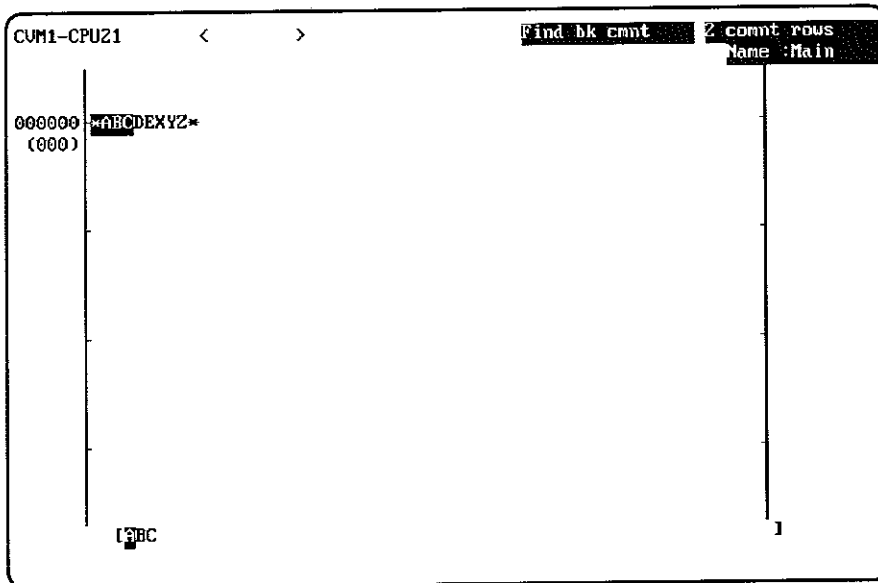 CVM1-CPU21 < > Find bk cmnt 2 comnt rows
Name :Main
000000 *ABCDEXYZ*
(000)
[ABC ]